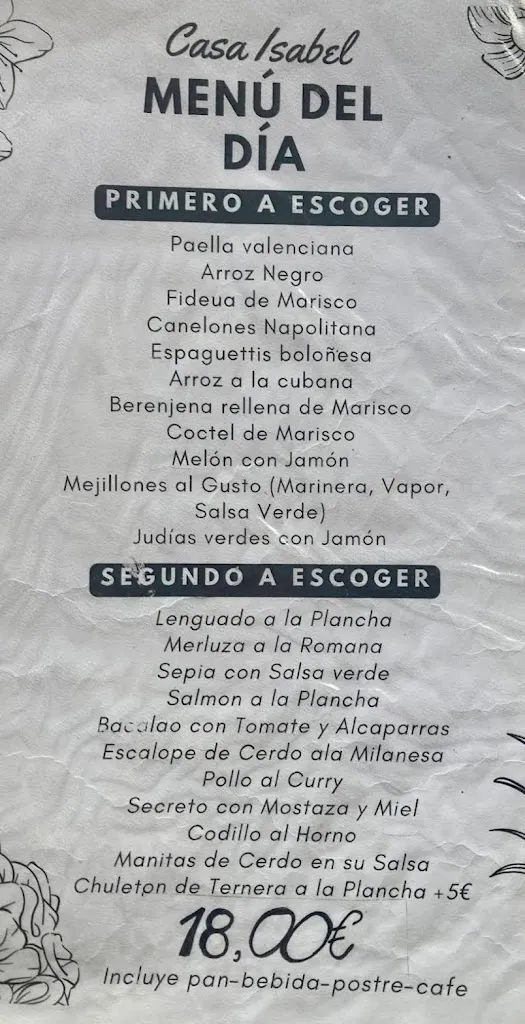 Casa Isabel
MENÚ DEL
DÍA
PRIMERO A ESCOGER
Paella valenciana
Arroz Negro
Fideua de Marisco
Canelones Napolitana
Espaguettis boloñesa
Arroz a la cubana
Berenjena rellena de Marisco
Coctel de Marisco
Melón con Jamón
Mejillones al Gusto (Marinera, Vapor,
Salsa Verde)
Judías verdes con Jamón
SEGUNDO A ESCOGER
Lenguado a la Plancha
Merluza a la Romana
Sepia con Salsa verde
Salmon a la Plancha
Bacalao con Tomate y Alcaparras
Escalope de Cerdo ala Milanesa
Pollo al Curry
Secreto con Mostaza y Miel
Codillo al Horno
Manitas de Cerdo en su Salsa
Chuleton de Ternera a la Plancha +5€
18,00€
Incluye pan-bebida-postre-cafe